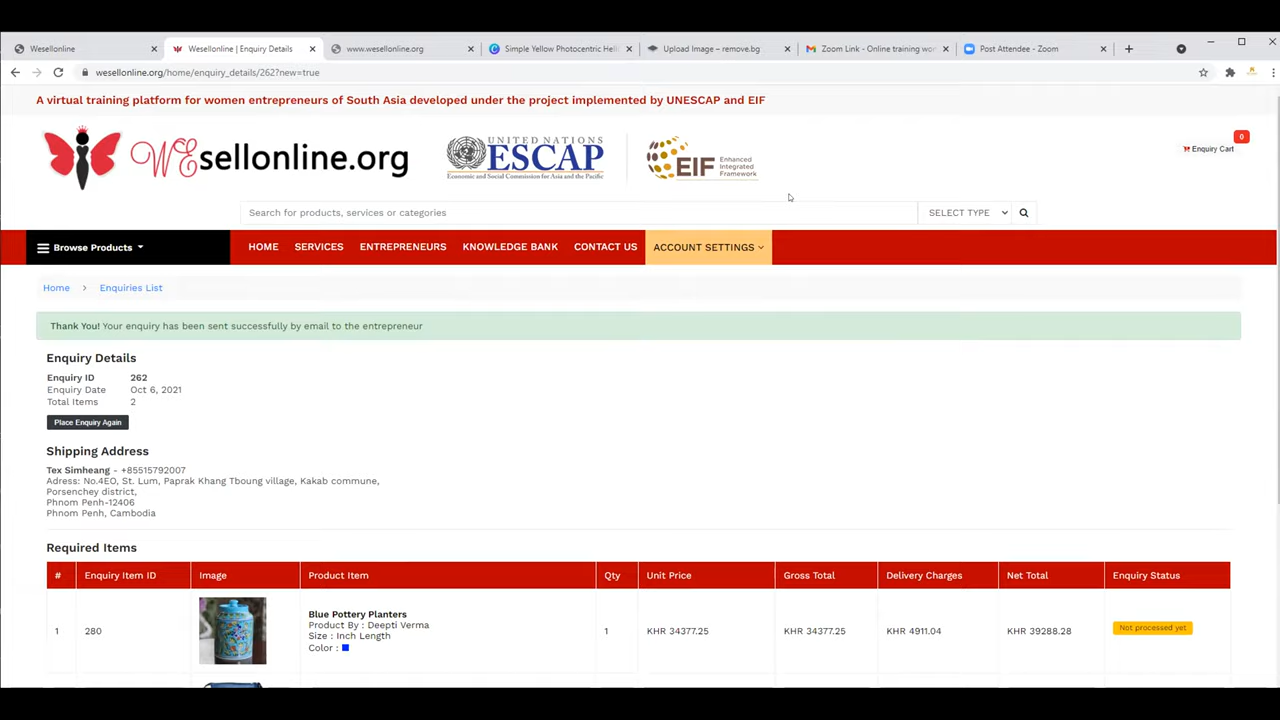 Wesellonline
Wesellonline | Enquiry Details
www.wesellonline.org
Simple Yellow Photocentric Hell
Upload Image – remove.bg
Zoom Link - Online training wor
Post Attendee - Zoom
wesellonline.org/home/enquiry_details/262?new=true
A virtual training platform for women entrepreneurs of South Asia developed under the project implemented by UNESCAP and EIF
WEsellonline.org
UNITED NATIONS
ESCAP
Economic and Social Commission for Asia and the Pacific
EIF Enhanced
Integrated
Framework
0
Enquiry Cart
Search for products, services or categories
SELECT TYPE
Browse Products
HOME SERVICES ENTREPRENEURS KNOWLEDGE BANK CONTACT US ACCOUNT SETTINGS
Home > Enquiries List
Thank You! Your enquiry has been sent successfully by email to the entrepreneur
Enquiry Details
Enquiry ID 262
Enquiry Date Oct 6, 2021
Total Items 2
Place Enquiry Again
Shipping Address
Tex Simheang - +85515792007
Adress: No.4EO, St. Lum, Paprak Khang Tboung village, Kakab commune,
Porsenchey district,
Phnom Penh-12406
Phnom Penh, Cambodia
Required Items
# Enquiry Item ID Image Product Item Qty Unit Price Gross Total Delivery Charges Net Total Enquiry Status
Blue Pottery Planters
Product By : Deepti Verma
1 280 1 KHR 34377.25 KHR 34377.25 KHR 4911.04 KHR 39288.28 Not processed yet
Size : Inch Length
Color :